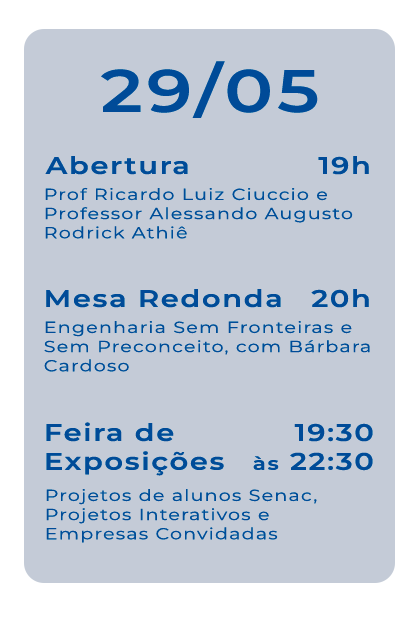 29/05
Abertura 19h
Prof Ricardo Luiz Ciuccio e
Professor Alessando Augusto
Rodrick Athiê
Mesa Redonda 20h
Engenharia Sem Fronteiras e
Sem Preconceito, com Bárbara
Cardoso
Feira de 19:30
Exposições às 22:30
Projetos de alunos Senac,
Projetos Interativos e
Empresas Convidadas